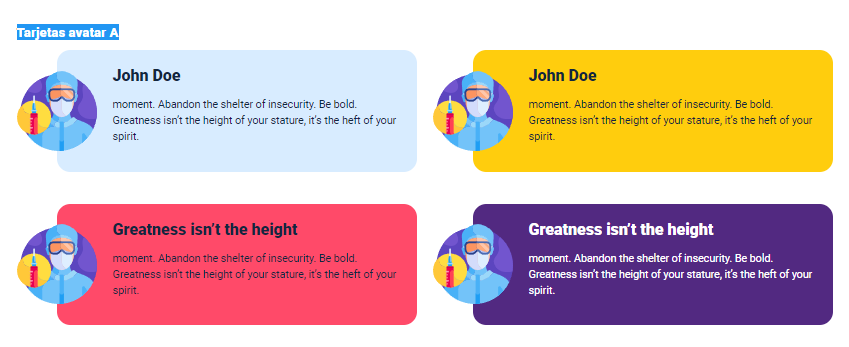 Tarjetas avatar A
John Doe
moment. Abandon the shelter of insecurity. Be bold.
Greatness isn't the height of your stature, it's the heft of your
spirit.
John Doe
moment. Abandon the shelter of insecurity. Be bold.
Greatness isn't the height of your stature, it's the heft of your
spirit.
Greatness isn't the height
moment. Abandon the shelter of insecurity. Be bold.
Greatness isn't the height of your stature, it's the heft of your
spirit.
Greatness isn't the height
moment. Abandon the shelter of insecurity. Be bold.
Greatness isn't the height of your stature, it's the heft of your
spirit.